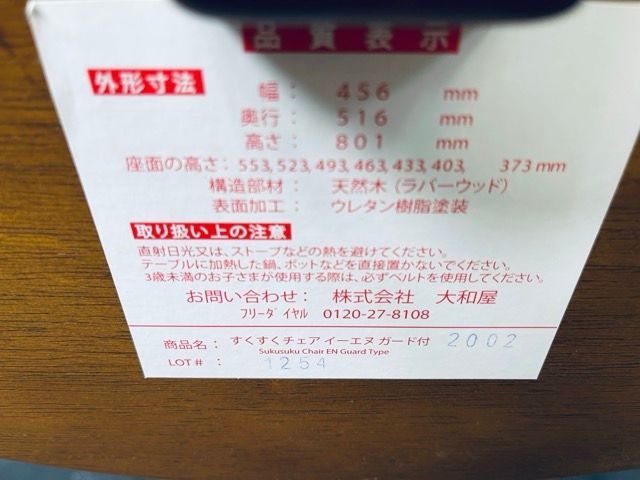 品質表示
外形寸法
幅: 456 mm
奥行: 516 mm
高さ: 801 mm
座面の高さ: 553,523,493,463,433,403, 373 mm
構造部材: 天然木（ラバーウッド）
表面加工: ウレタン樹脂塗装
取り扱い上の注意
直射日光又は、ストーブなどの熱を避けてください。
テーブルに加熱した鍋、ポットなどを直接置かないでください。
3歳未満のお子さまが使用する際は、必ずベルトを使用してください。
お問い合わせ: 株式会社 大和屋
フリーダイヤル 0120-27-8108
商品名: すくすくチェア イーエヌ ガード付 2002
Sukusuku Chair EN Guard Type
LOT #: 1254